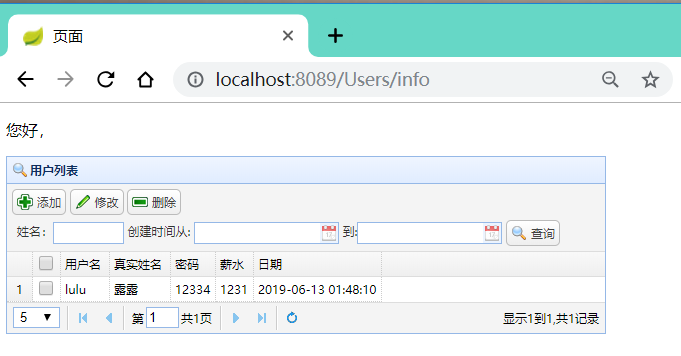 页面
localhost:8089/Users/info
您好，
用户列表
添加 修改 删除
姓名: 创建时间从: 到: 查询
用户名 真实姓名 密码 薪水 日期
1 lulu 露露 12334 1231 2019-06-13 01:48:10
5 第 1 共1页 显示1到1,共1记录